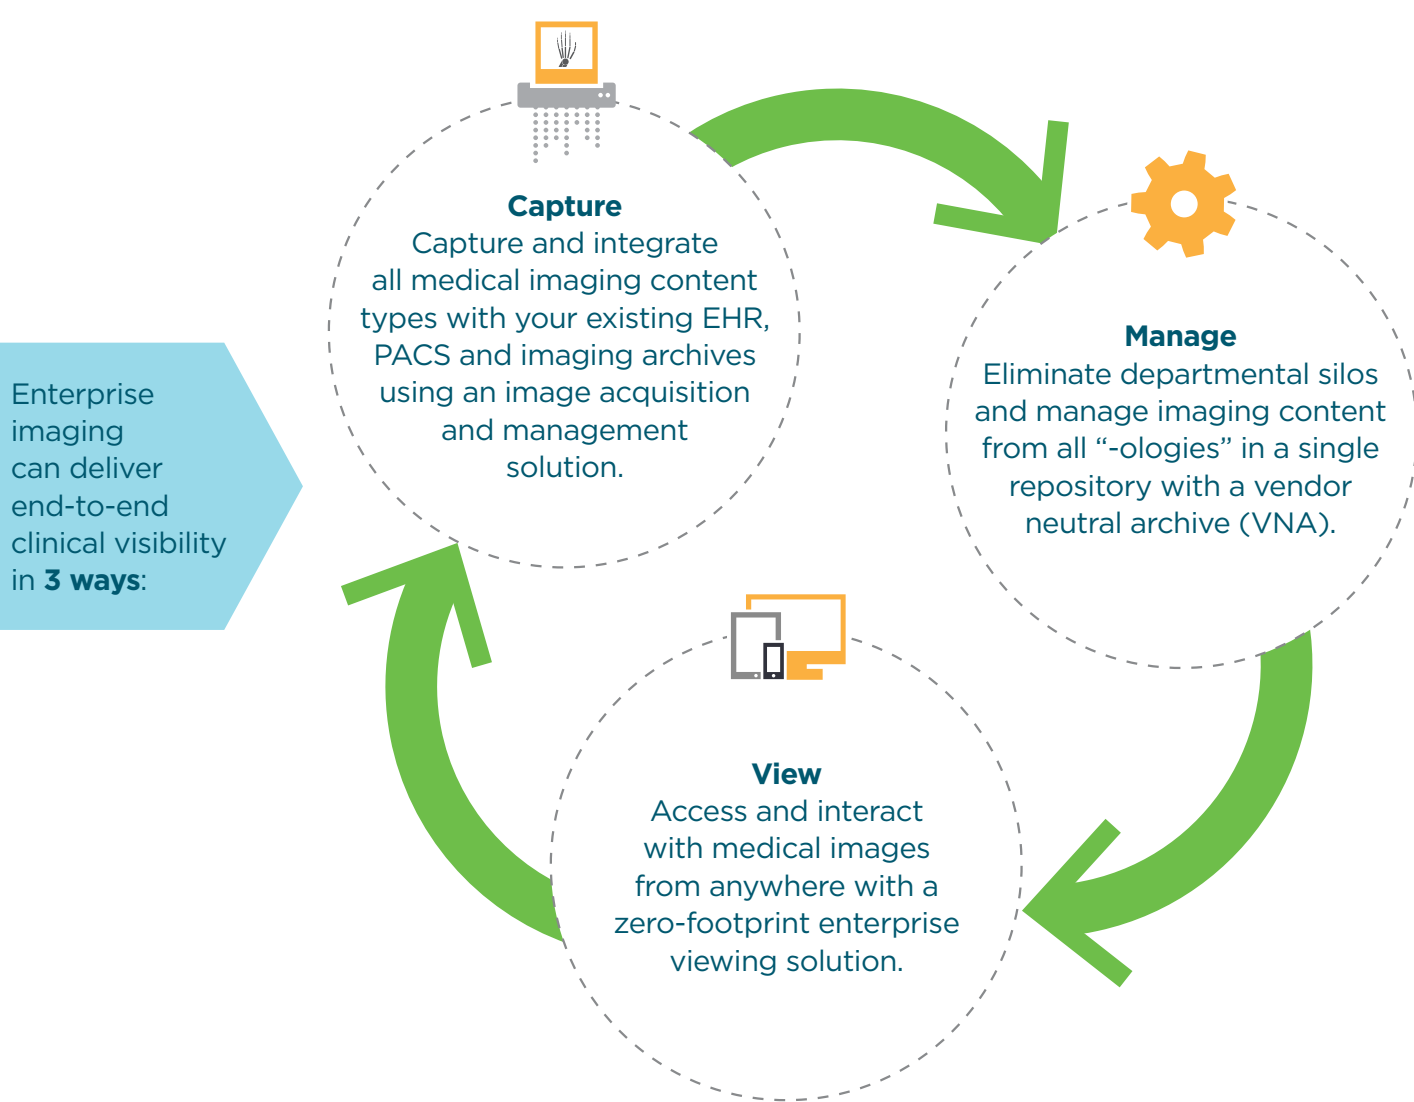 Enterprise
imaging
can deliver
end-to-end
clinical visibility
in 3 ways:
Capture
Capture and integrate
all medical imaging content
types with your existing EHR,
PACS and imaging archives
using an image acquisition
and management
solution.
Manage
Eliminate departmental silos
and manage imaging content
from all “-ologies” in a single
repository with a vendor
neutral archive (VNA).
View
Access and interact
with medical images
from anywhere with a
zero-footprint enterprise
viewing solution.